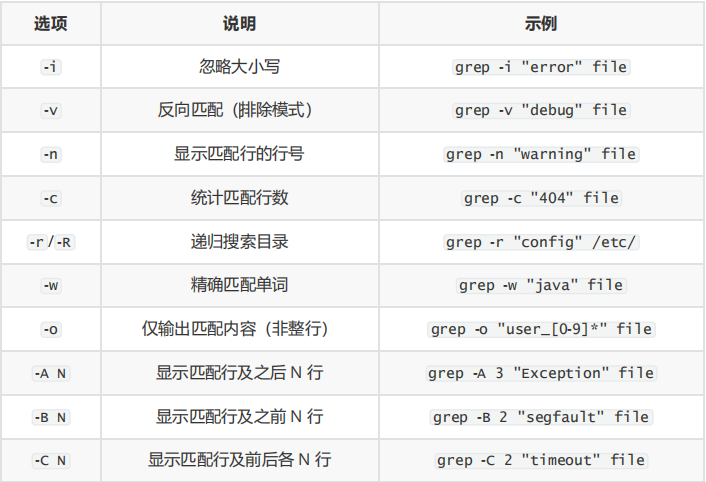 选项 说明 示例
-i 忽略大小写 grep -i "error" file
-v 反向匹配（排除模式） grep -v "debug" file
-n 显示匹配行的行号 grep -n "warning" file
-c 统计匹配行数 grep -c "404" file
-r/-R 递归搜索目录 grep -r "config" /etc/
-w 精确匹配单词 grep -w "java" file
-o 仅输出匹配内容（非整行） grep -o "user_[0-9]*" file
-A N 显示匹配行及之后 N 行 grep -A 3 "Exception" file
-B N 显示匹配行及之前 N 行 grep -B 2 "segfault" file
-C N 显示匹配行及前后各 N 行 grep -C 2 "timeout" file